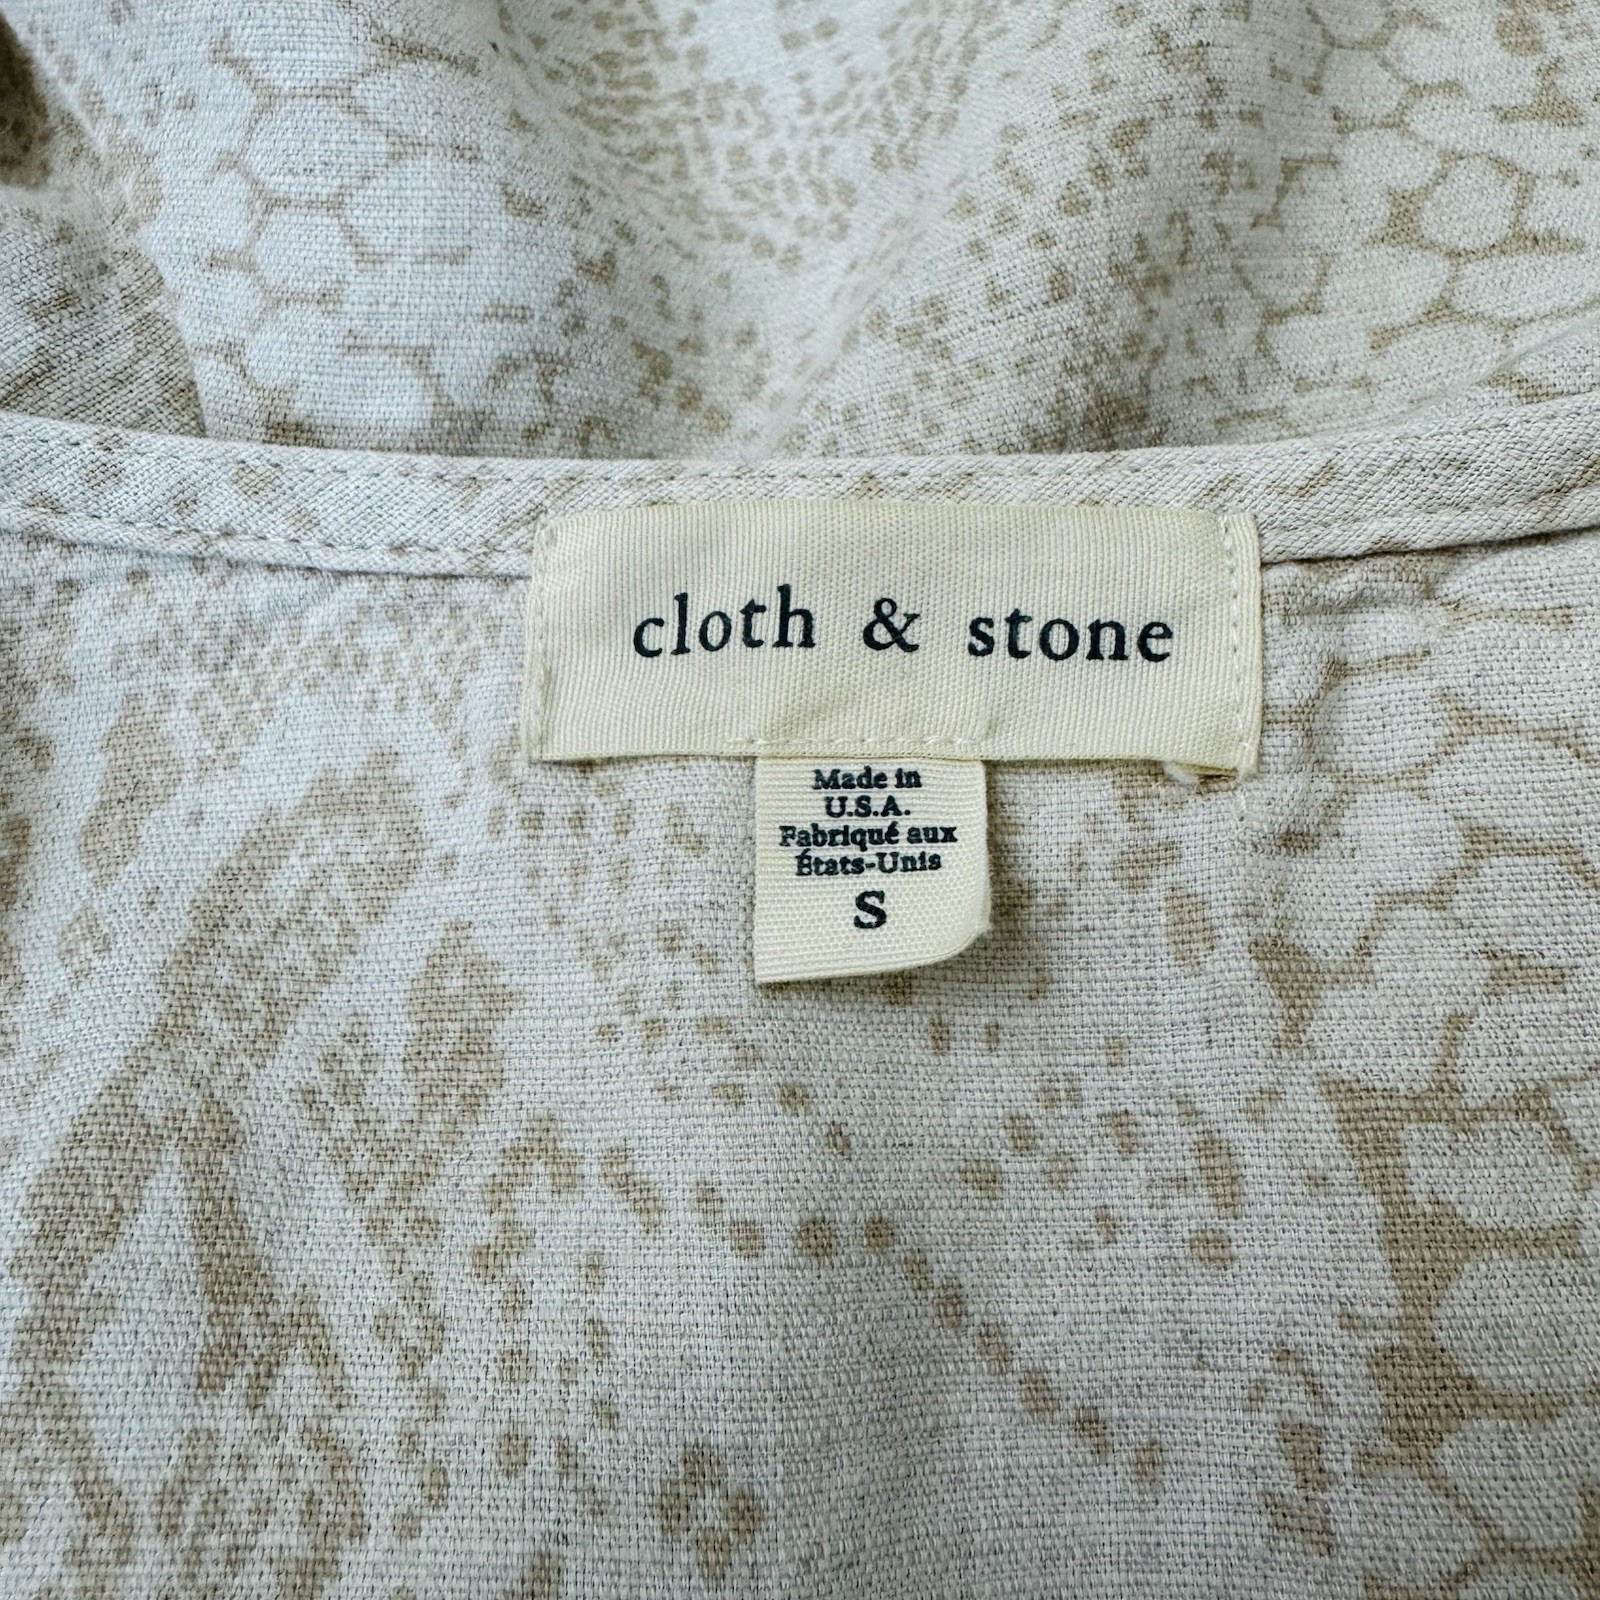 cloth & stone
Made in
U.S.A.
Fabriqué aux
États-Unis
S